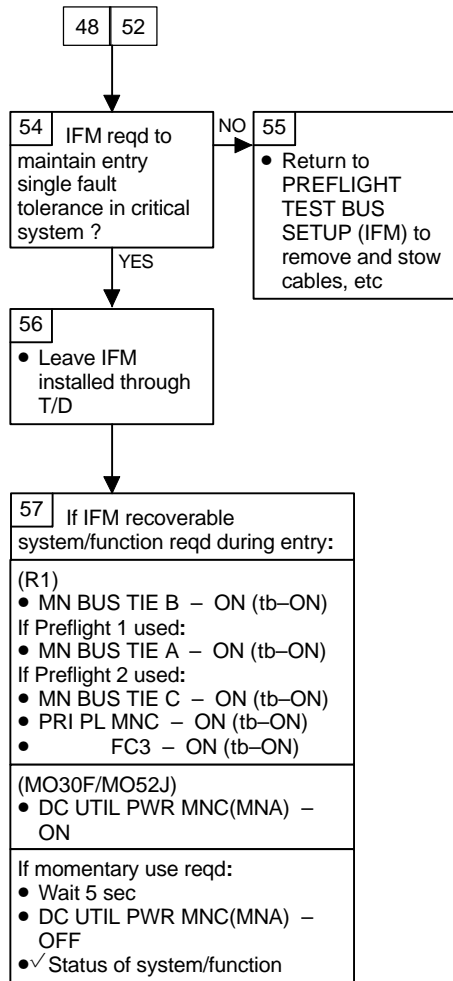 48 52
54 IFM reqd to
maintain entry
single fault
tolerance in critical
system ?
NO
55
● Return to
PREFLIGHT
TEST BUS
SETUP (IFM) to
remove and stow
cables, etc
YES
56
● Leave IFM
installed through
T/D
57 If IFM recoverable
system/function reqd during entry:
(R1)
● MN BUS TIE B – ON (tb–ON)
If Preflight 1 used:
● MN BUS TIE A – ON (tb–ON)
If Preflight 2 used:
● MN BUS TIE C – ON (tb–ON)
● PRI PL MNC – ON (tb–ON)
● FC3 – ON (tb–ON)
(MO30F/MO52J)
● DC UTIL PWR MNC(MNA) –
ON
If momentary use reqd:
● Wait 5 sec
● DC UTIL PWR MNC(MNA) –
OFF
●√ Status of system/function